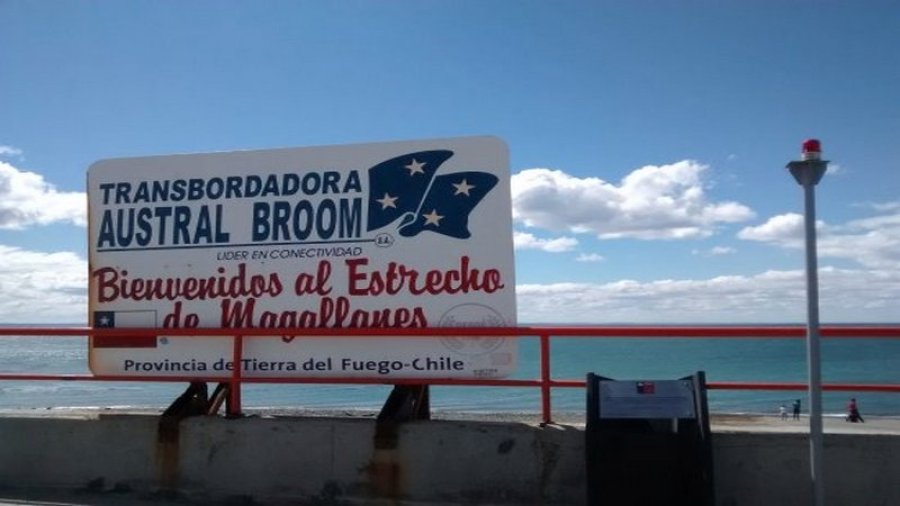 TRANSBORDADORA
AUSTRAL BROOM
S.A.
LIDER EN CONECTIVIDAD
Bienvenidos al Estrecho
de Magallanes
Provincia de Tierra del Fuego-Chile